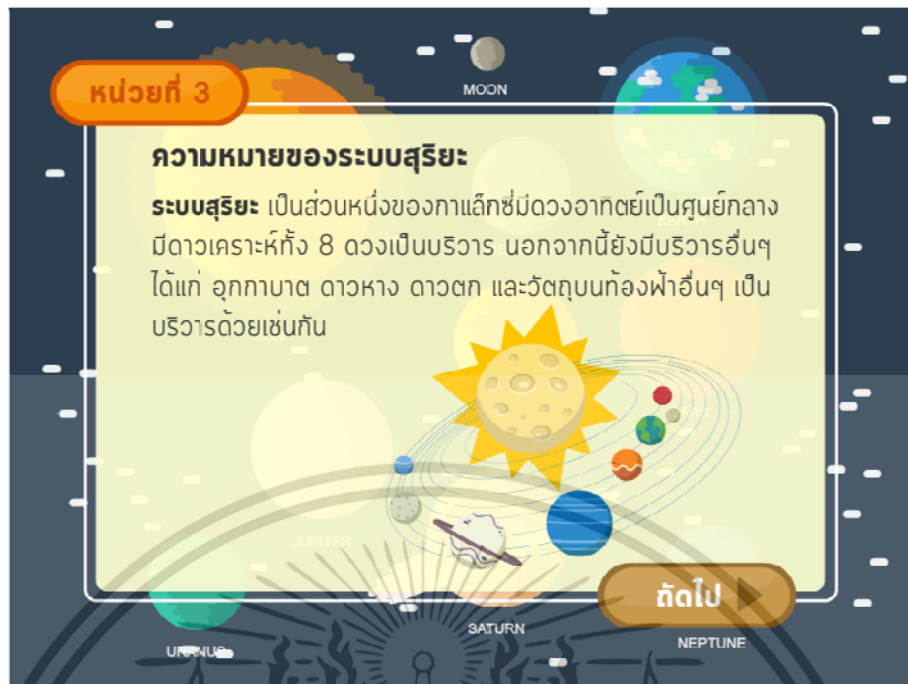 MOON
หน่วยที่ 3
ความหมายของระบบสุริยะ
ระบบสุริยะ เป็นส่วนหนึ่งของกาแล็กซี่มีดวงอาทิตย์เป็นศูนย์กลาง
มีดาวเคราะห์ทั้ง 8 ดวงเป็นบริวาร นอกจากนี้ยังมีบริวารอื่นๆ
ได้แก่ อุกกาบาต ดาวหาง ดาวตก และวัตถุบนท้องฟ้าอื่นๆ เป็น
บริวารด้วยเช่นกัน
JUPITER
ถัดไป
SATURN
NEPTUNE
URANUS